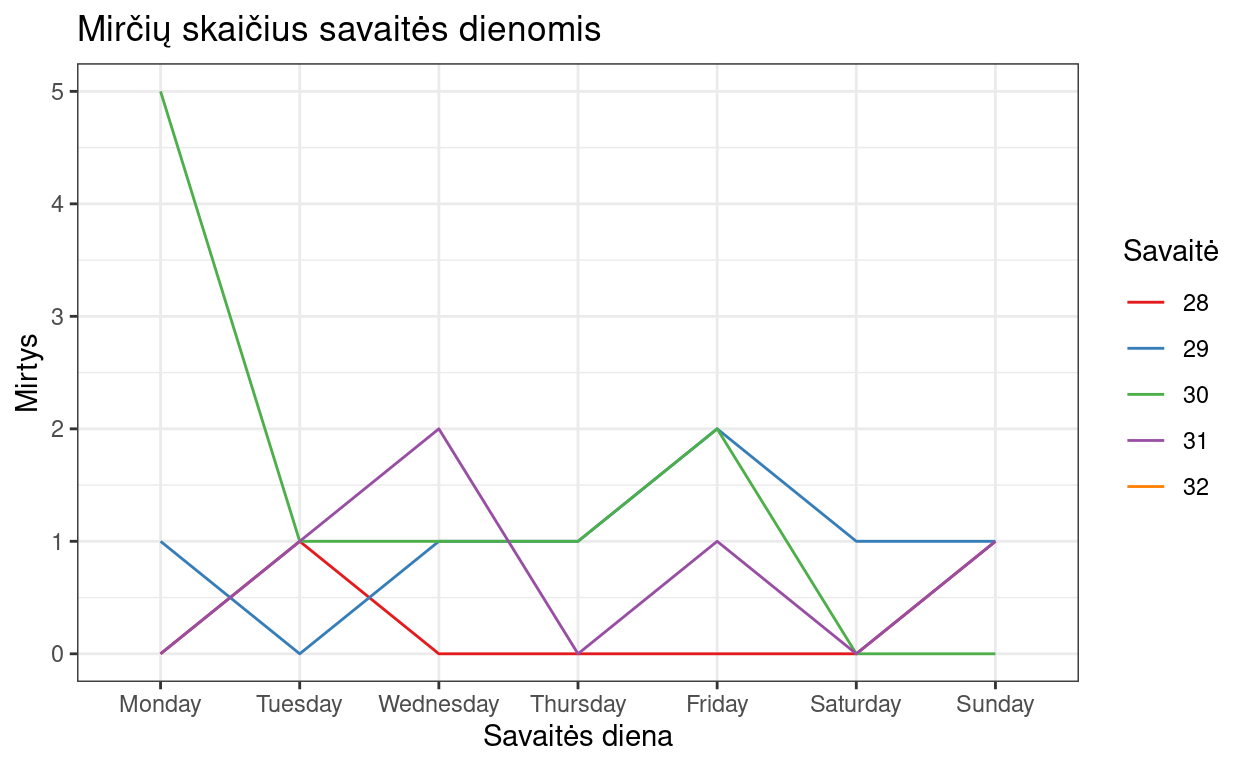 Mirčių skaičius savaitės dienomis
5
4
3
2
1
0
Mirtys
Monday
Tuesday
Wednesday
Thursday
Friday
Saturday
Sunday
Savaitės diena
Savaitė
28
29
30
31
32